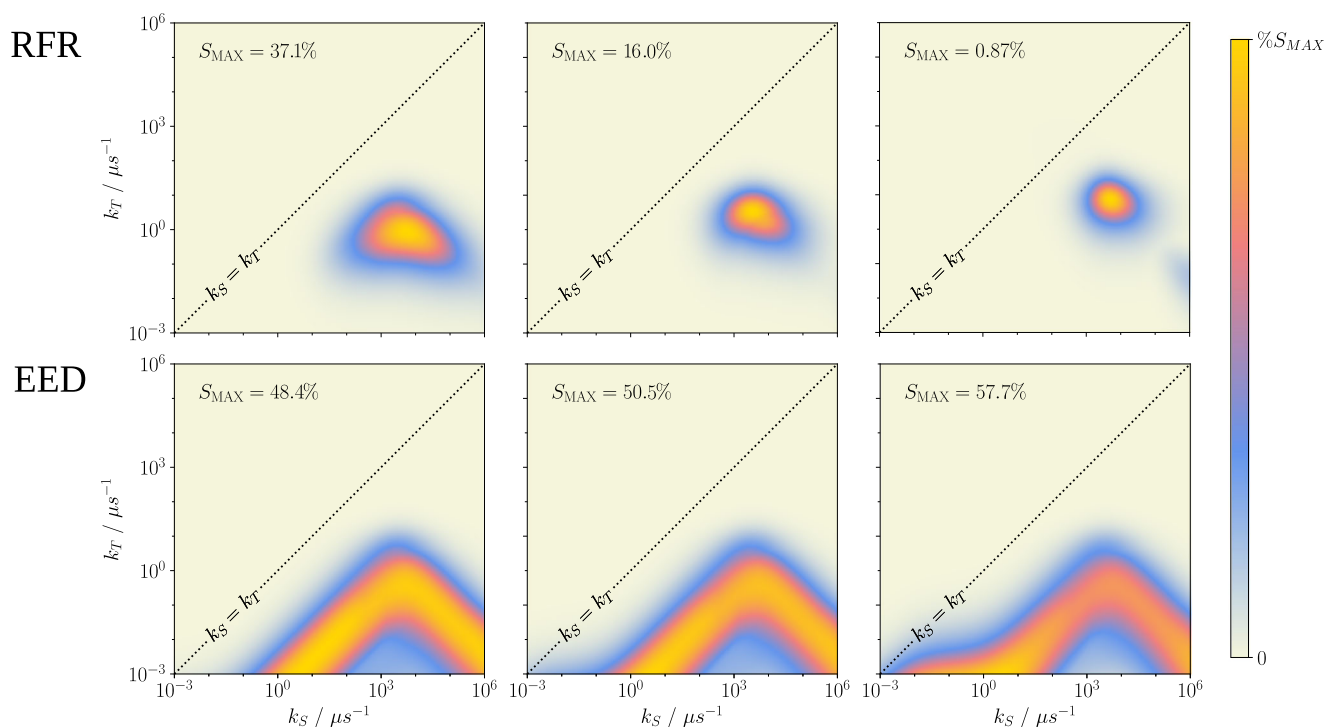 RFR
S_MAX = 37.1%
S_MAX = 16.0%
S_MAX = 0.87%
%S_MAX
10^6
10^3
10^0
10^−3
k_T / μs^−1
k_S = k_T
k_S = k_T
k_S = k_T
EED
S_MAX = 48.4%
S_MAX = 50.5%
S_MAX = 57.7%
10^6
10^3
10^0
10^−3
k_T / μs^−1
k_S = k_T
k_S = k_T
k_S = k_T
0
10^−3 10^0 10^3 10^6
10^−3 10^0 10^3 10^6
10^−3 10^0 10^3 10^6
k_S / μs^−1
k_S / μs^−1
k_S / μs^−1